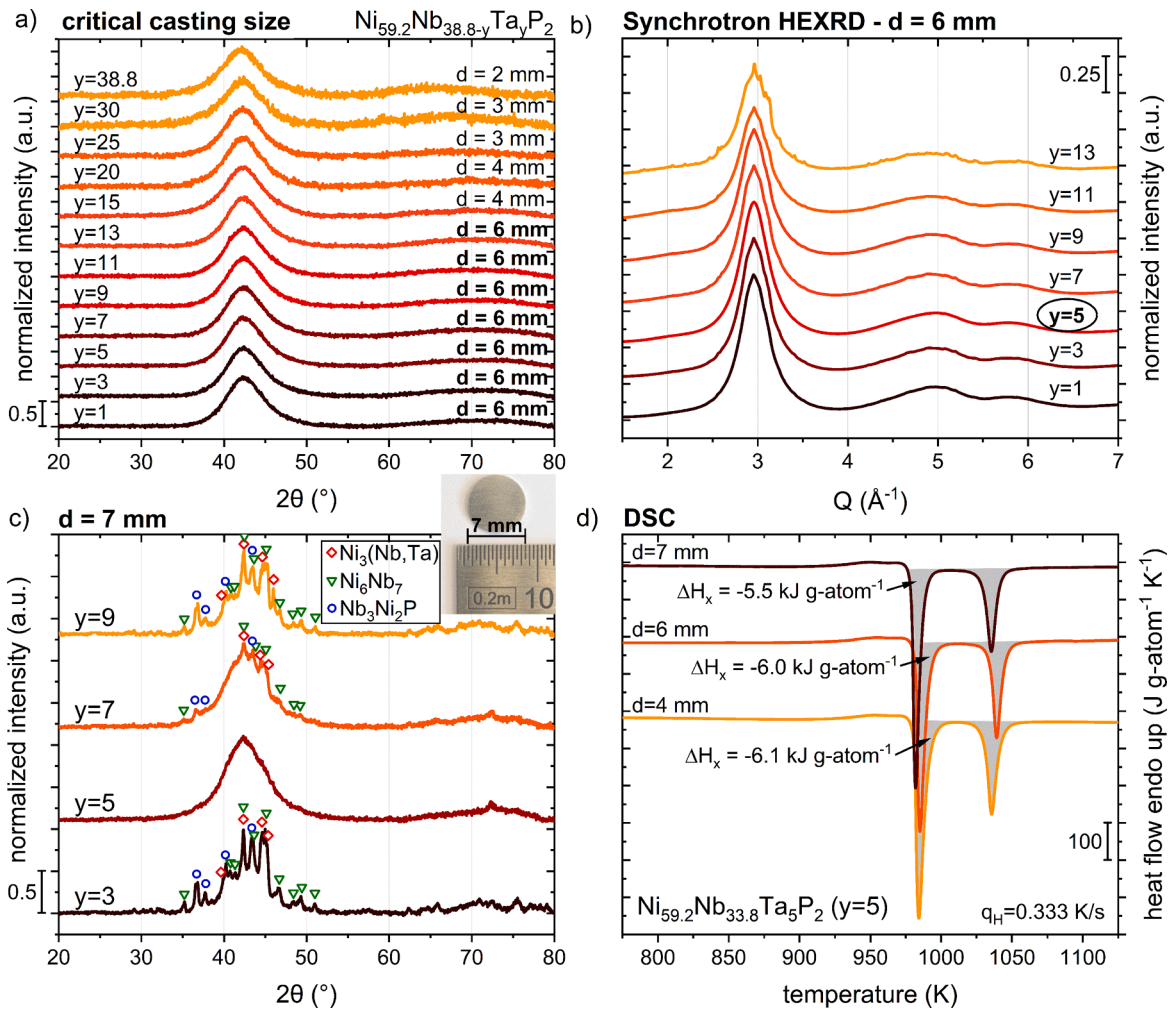 a) critical casting size Ni59.2Nb38.8-yTayP2
y=38.8 d = 2 mm
y=30 d = 3 mm
y=25 d = 3 mm
y=20 d = 4 mm
y=15 d = 4 mm
y=13 d = 6 mm
y=11 d = 6 mm
y=9 d = 6 mm
y=7 d = 6 mm
y=5 d = 6 mm
y=3 d = 6 mm
y=1 d = 6 mm
0.5
normalized intensity (a.u.)
20 30 40 50 60 70 80
2θ (°)
b) Synchrotron HEXRD - d = 6 mm
0.25
y=13
y=11
y=9
y=7
y=5
y=3
y=1
normalized intensity (a.u.)
2 3 4 5 6 7
Q (Å-1)
c) d = 7 mm
7 mm
0.2m 10
Ni3(Nb,Ta)
Ni6Nb7
Nb3Ni2P
y=9
y=7
y=5
y=3
0.5
normalized intensity (a.u.)
20 30 40 50 60 70 80
2θ (°)
d) DSC
d=7 mm
ΔHx = -5.5 kJ g-atom-1
d=6 mm
ΔHx = -6.0 kJ g-atom-1
d=4 mm
ΔHx = -6.1 kJ g-atom-1
100
Ni59.2Nb33.8Ta5P2 (y=5) qH=0.333 K/s
heat flow endo up (J g-atom-1 K-1)
800 850 900 950 1000 1050 1100
temperature (K)